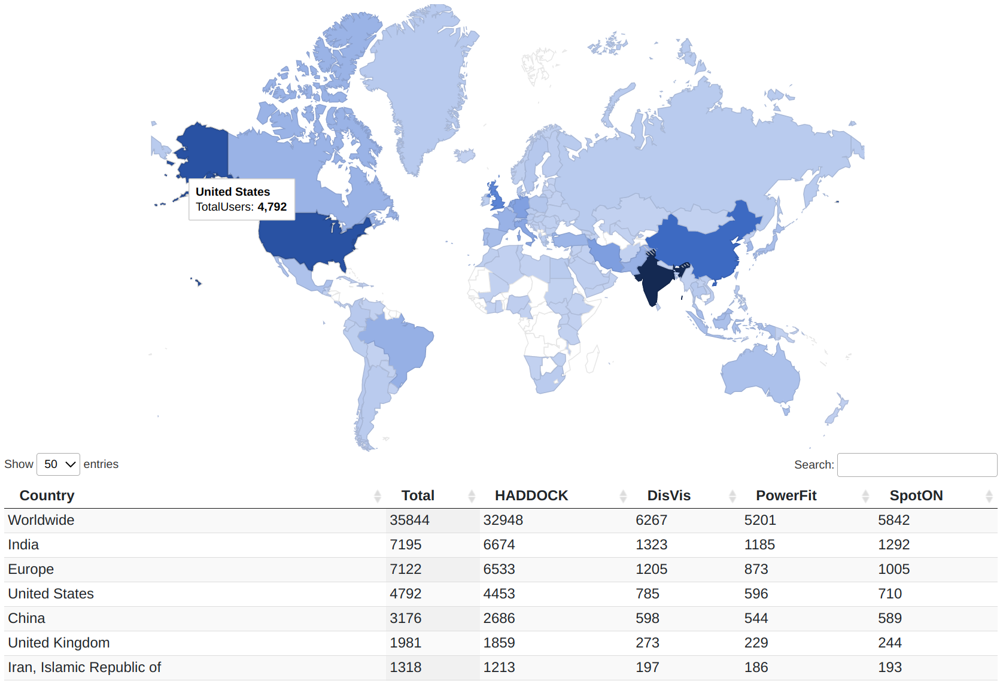 United States
TotalUsers: 4,792
Show 50 entries Search:
Country Total HADDOCK DisVis PowerFit SpotON
Worldwide 35844 32948 6267 5201 5842
India 7195 6674 1323 1185 1292
Europe 7122 6533 1205 873 1005
United States 4792 4453 785 596 710
China 3176 2686 598 544 589
United Kingdom 1981 1859 273 229 244
Iran, Islamic Republic of 1318 1213 197 186 193